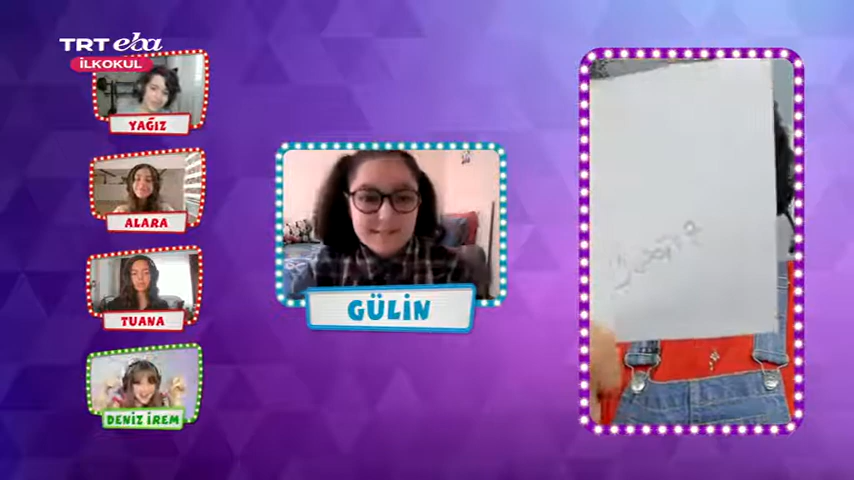 TRT eba
İLKOKUL
YAĞIZ
ALARA
TUANA
DENİZ İREM
GÜLİN